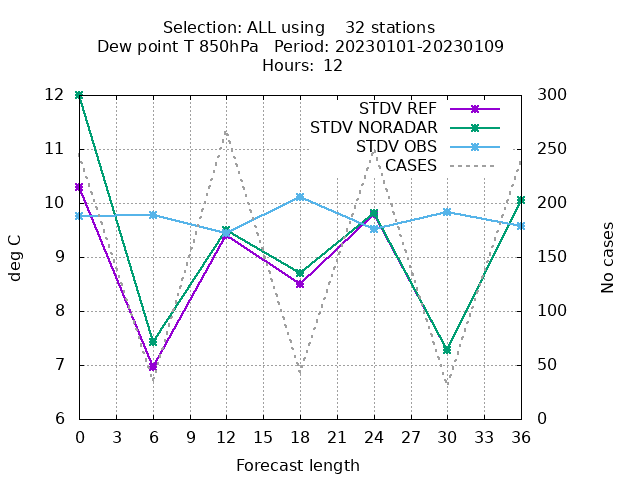 Selection: ALL using    32 stations
Dew point T 850hPa   Period: 20230101-20230109
Hours:  12
STDV REF
STDV NORADAR
STDV OBS
CASES
12
11
10
9
8
7
6
deg C
300
250
200
150
100
50
0
No cases
0 3 6 9 12 15 18 21 24 27 30 33 36
Forecast length